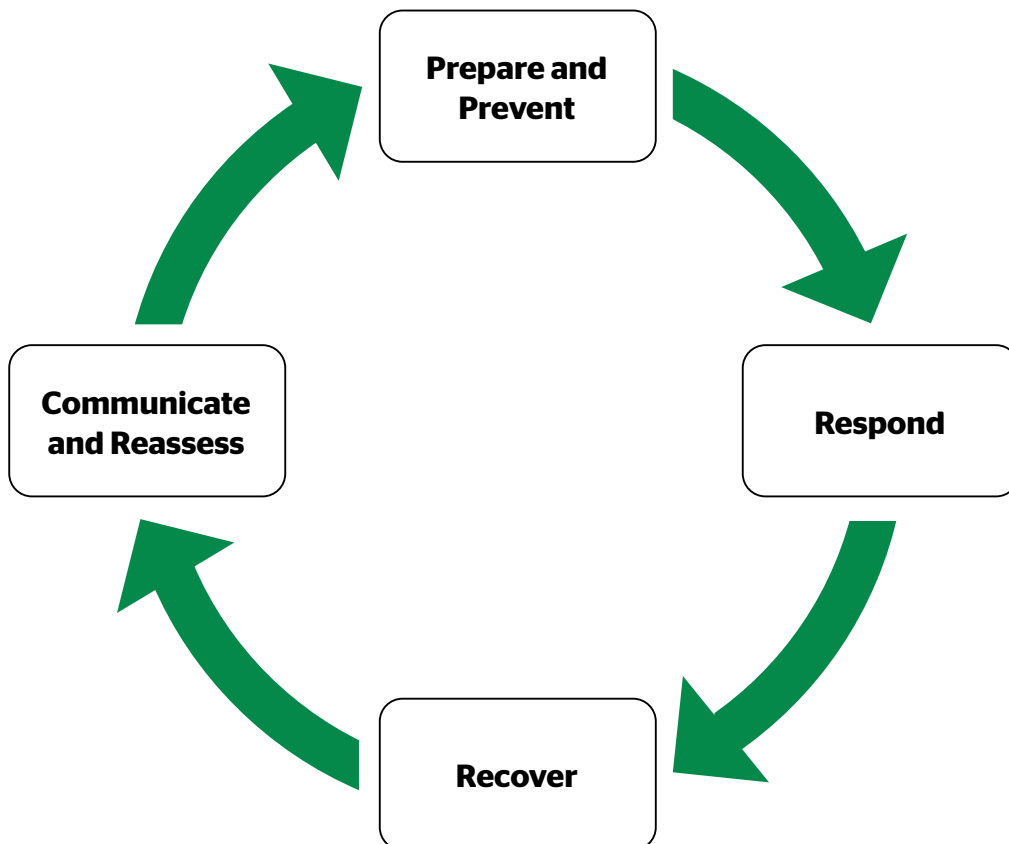 Prepare and
Prevent
Communicate
and Reassess
Respond
Recover